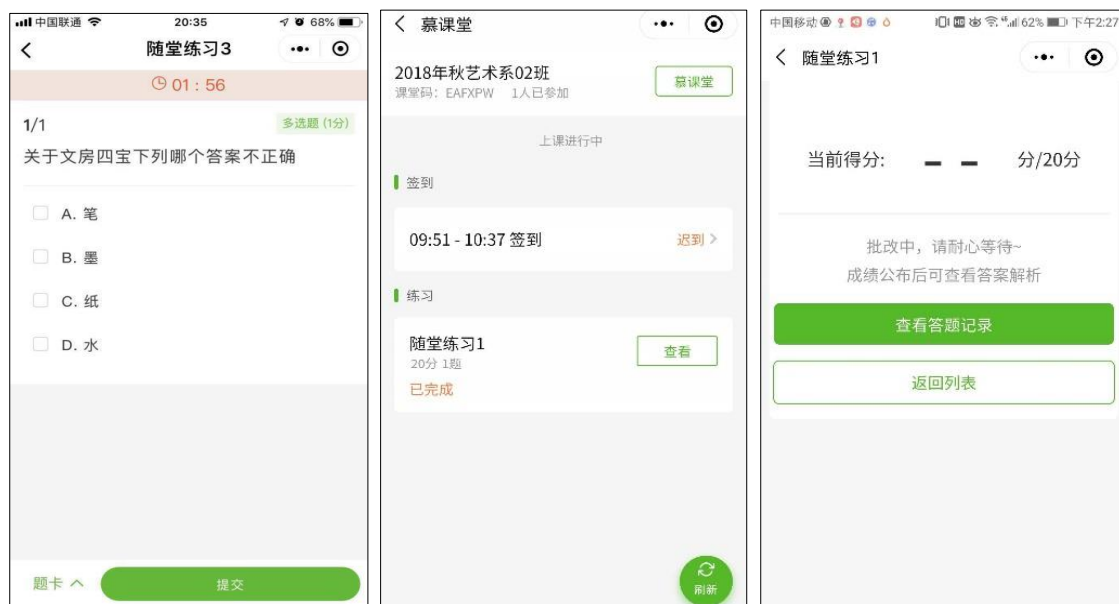 中国联通 20:35 68%
随堂练习3
01 : 56
1/1 多选题 (1分)
关于文房四宝下列哪个答案不正确
A. 笔
B. 墨
C. 纸
D. 水
题卡 提交
慕课堂
2018年秋艺术系02班
课堂码: EAFXPW 1人已参加
慕课堂
上课进行中
签到
09:51 - 10:37 签到 迟到
练习
随堂练习1
20分 1题
已完成
查看
刷新
中国移动 HD 62% 下午2:27
随堂练习1
当前得分: – – 分/20分
批改中，请耐心等待~
成绩公布后可查看答案解析
查看答题记录
返回列表